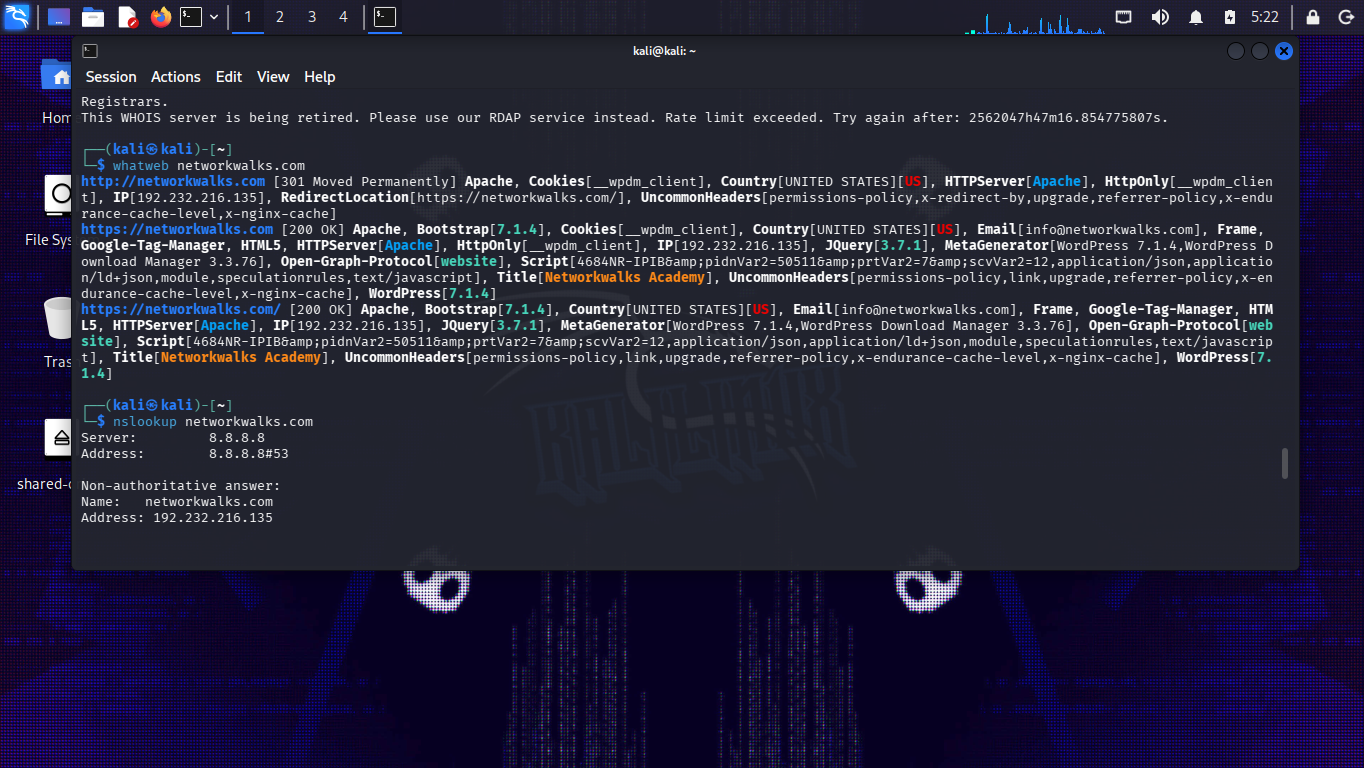 1 2 3 4 5:22
kali@kali: ~
Session Actions Edit View Help
Hom
File Sys
Tras
shared-d
Registrars.
This WHOIS server is being retired. Please use our RDAP service instead. Rate limit exceeded. Try again after: 2562047h47m16.854775807s.
┌──(kali㉿kali)-[~]
└─$ whatweb networkwalks.com
http://networkwalks.com [301 Moved Permanently] Apache, Cookies[__wpdm_client], Country[UNITED STATES][US], HTTPServer[Apache], HttpOnly[__wpdm_clien
t], IP[192.232.216.135], RedirectLocation[https://networkwalks.com/], UncommonHeaders[permissions-policy,x-redirect-by,upgrade,referrer-policy,x-endu
rance-cache-level,x-nginx-cache]
https://networkwalks.com [200 OK] Apache, Bootstrap[7.1.4], Cookies[__wpdm_client], Country[UNITED STATES][US], Email[info@networkwalks.com], Frame,
Google-Tag-Manager, HTML5, HTTPServer[Apache], HttpOnly[__wpdm_client], IP[192.232.216.135], JQuery[3.7.1], MetaGenerator[WordPress 7.1.4,WordPress D
ownload Manager 3.3.76], Open-Graph-Protocol[website], Script[4684NR-IPIB&amp;pidnVar2=50511&amp;prtVar2=7&amp;scvVar2=12,application/json,applicatio
n/ld+json,module,speculationrules,text/javascript], Title[Networkwalks Academy], UncommonHeaders[permissions-policy,link,upgrade,referrer-policy,x-en
durance-cache-level,x-nginx-cache], WordPress[7.1.4]
https://networkwalks.com/ [200 OK] Apache, Bootstrap[7.1.4], Country[UNITED STATES][US], Email[info@networkwalks.com], Frame, Google-Tag-Manager, HTM
L5, HTTPServer[Apache], IP[192.232.216.135], JQuery[3.7.1], MetaGenerator[WordPress 7.1.4,WordPress Download Manager 3.3.76], Open-Graph-Protocol[web
site], Script[4684NR-IPIB&amp;pidnVar2=50511&amp;prtVar2=7&amp;scvVar2=12,application/json,application/ld+json,module,speculationrules,text/javascrip
t], Title[Networkwalks Academy], UncommonHeaders[permissions-policy,link,upgrade,referrer-policy,x-endurance-cache-level,x-nginx-cache], WordPress[7.
1.4]
┌──(kali㉿kali)-[~]
└─$ nslookup networkwalks.com
Server: 8.8.8.8
Address: 8.8.8.8#53
Non-authoritative answer:
Name: networkwalks.com
Address: 192.232.216.135
KALI LINUX